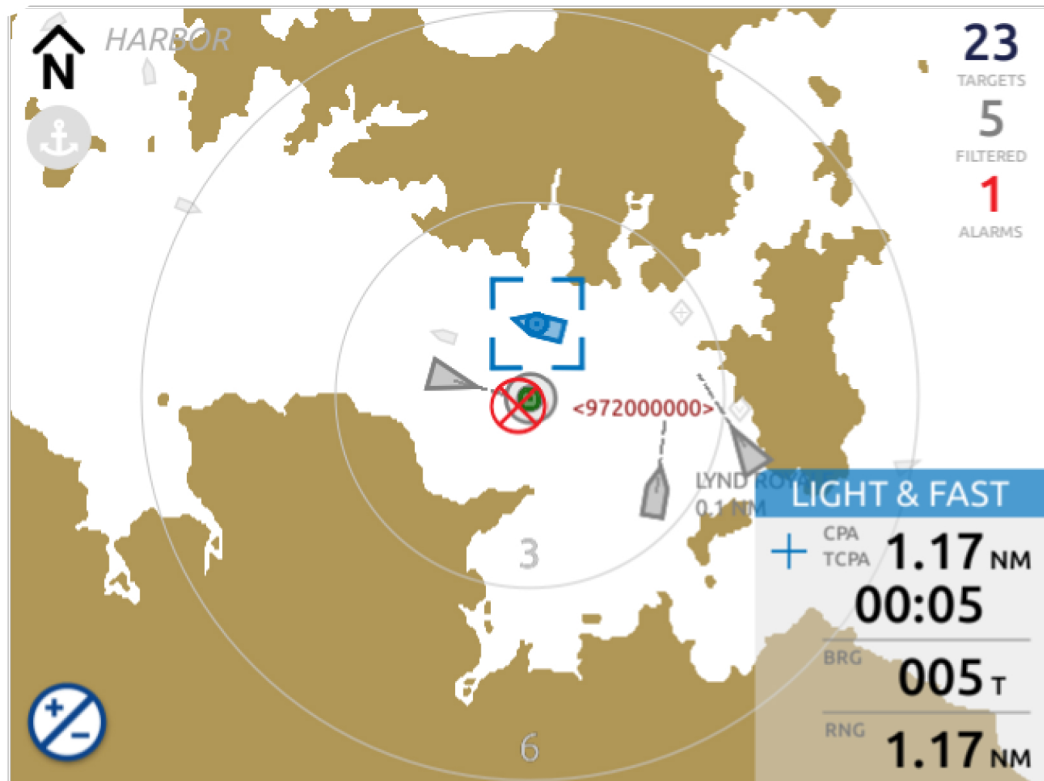 HARBOR
N
23
TARGETS
5
FILTERED
1
ALARMS
<972000000>
LYND ROY
0.1 NM
3
6
LIGHT & FAST
CPA
TCPA
1.17 NM
00:05
BRG
005 T
RNG
1.17 NM